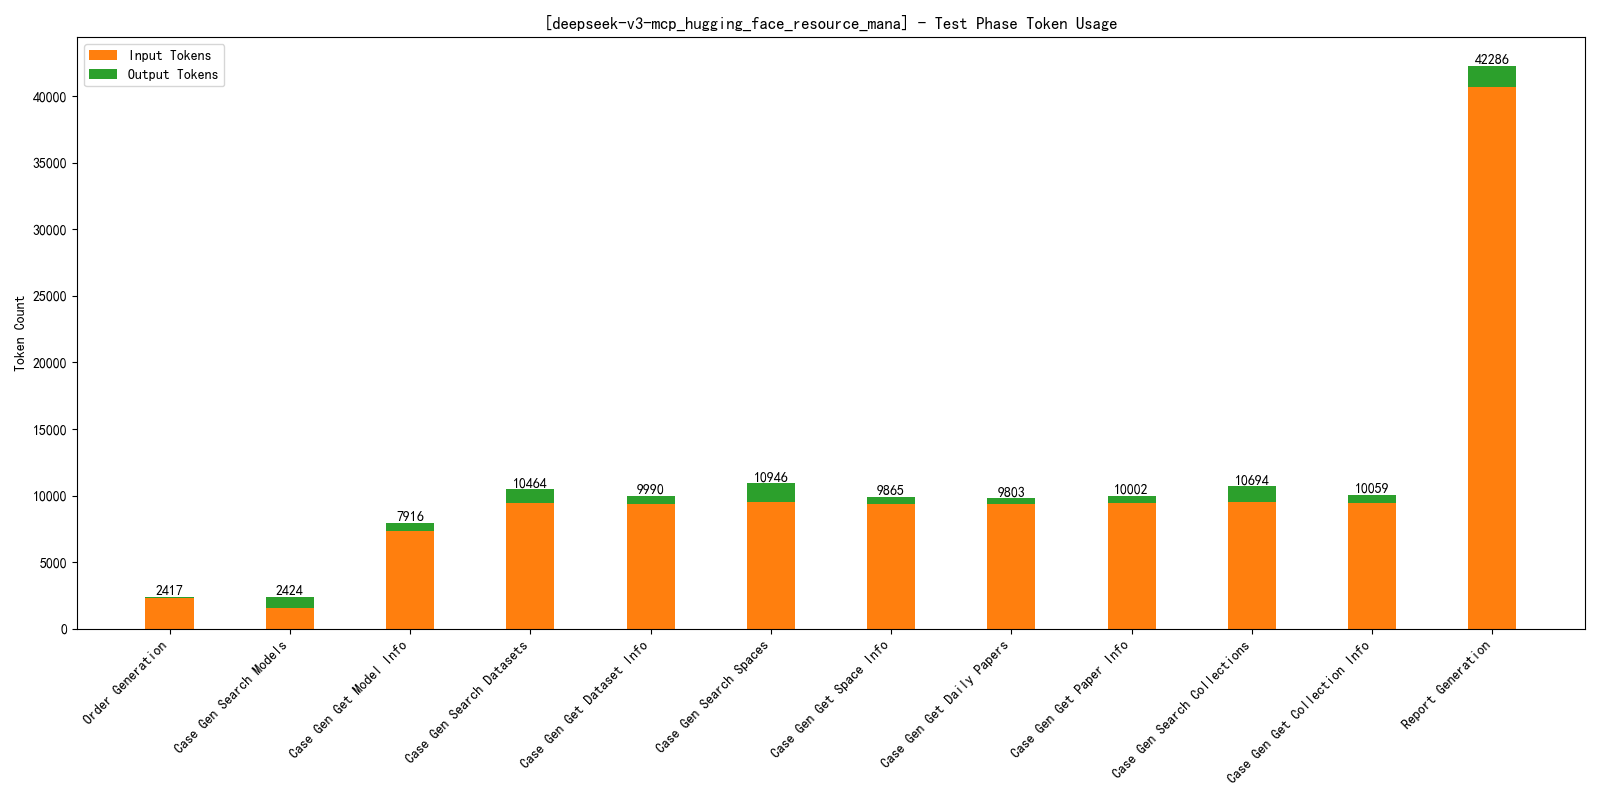 [deepseek-v3-mcp_hugging_face_resource_mana] - Test Phase Token Usage
Input Tokens
Output Tokens
Token Count
40000
35000
30000
25000
20000
15000
10000
5000
0
2417
2424
7916
10464
9990
10946
9865
9803
10002
10694
10059
42286
Order Generation
Case Gen Search Models
Case Gen Get Model Info
Case Gen Search Datasets
Case Gen Get Dataset Info
Case Gen Search Spaces
Case Gen Get Space Info
Case Gen Get Daily Papers
Case Gen Get Paper Info
Case Gen Search Collections
Case Gen Get Collection Info
Report Generation